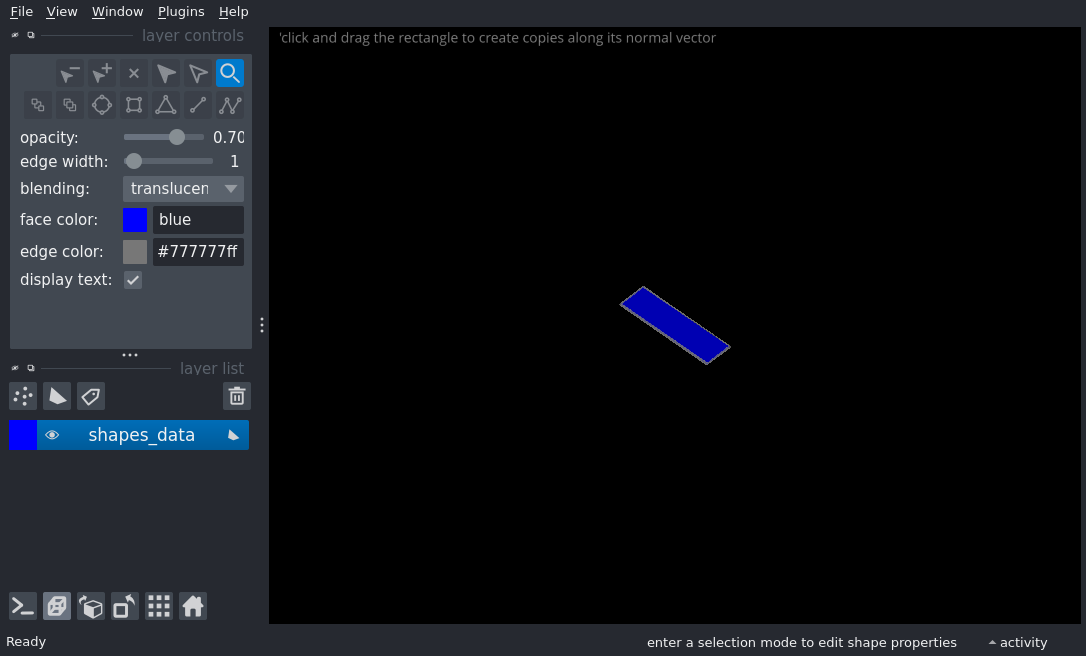 File View Window Plugins Help
layer controls
'click and drag the rectangle to create copies along its normal vector
opacity: 0.70
edge width: 1
blending: translucen
face color: blue
edge color: #777777ff
display text:
layer list
shapes_data
Ready
enter a selection mode to edit shape properties
activity